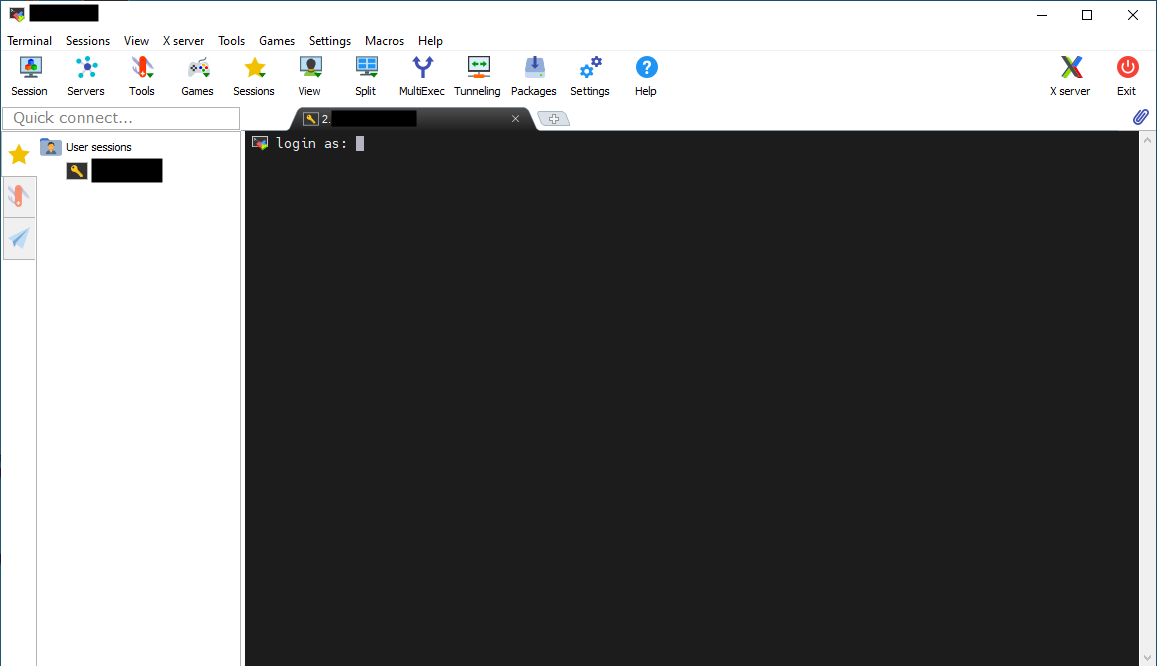 Terminal Sessions View X server Tools Games Settings Macros Help
Session Servers Tools Games Sessions View Split MultiExec Tunneling Packages Settings Help X server Exit
Quick connect...
2.
User sessions
login as: